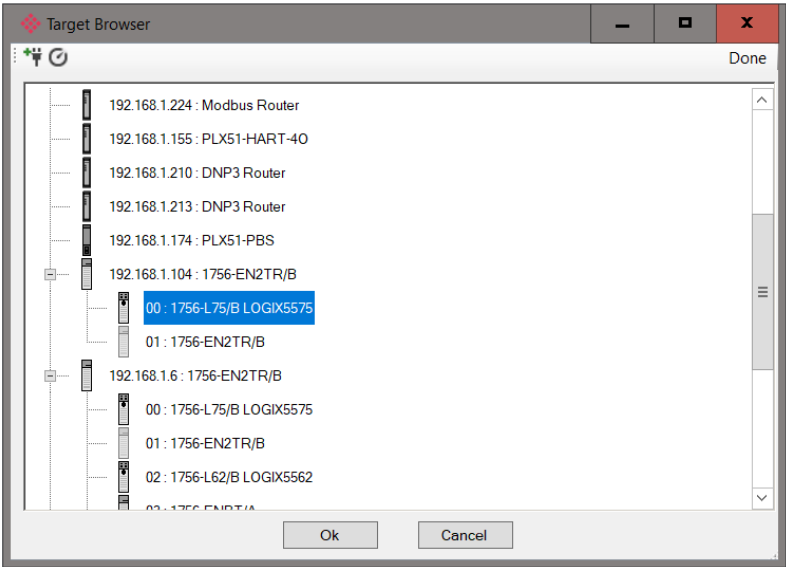 Target Browser
Done
192.168.1.224 : Modbus Router
192.168.1.155 : PLX51-HART-4O
192.168.1.210 : DNP3 Router
192.168.1.213 : DNP3 Router
192.168.1.174 : PLX51-PBS
192.168.1.104 : 1756-EN2TR/B
00 : 1756-L75/B LOGIX5575
01 : 1756-EN2TR/B
192.168.1.6 : 1756-EN2TR/B
00 : 1756-L75/B LOGIX5575
01 : 1756-EN2TR/B
02 : 1756-L62/B LOGIX5562
03 : 1756-ENBT/A
Ok Cancel